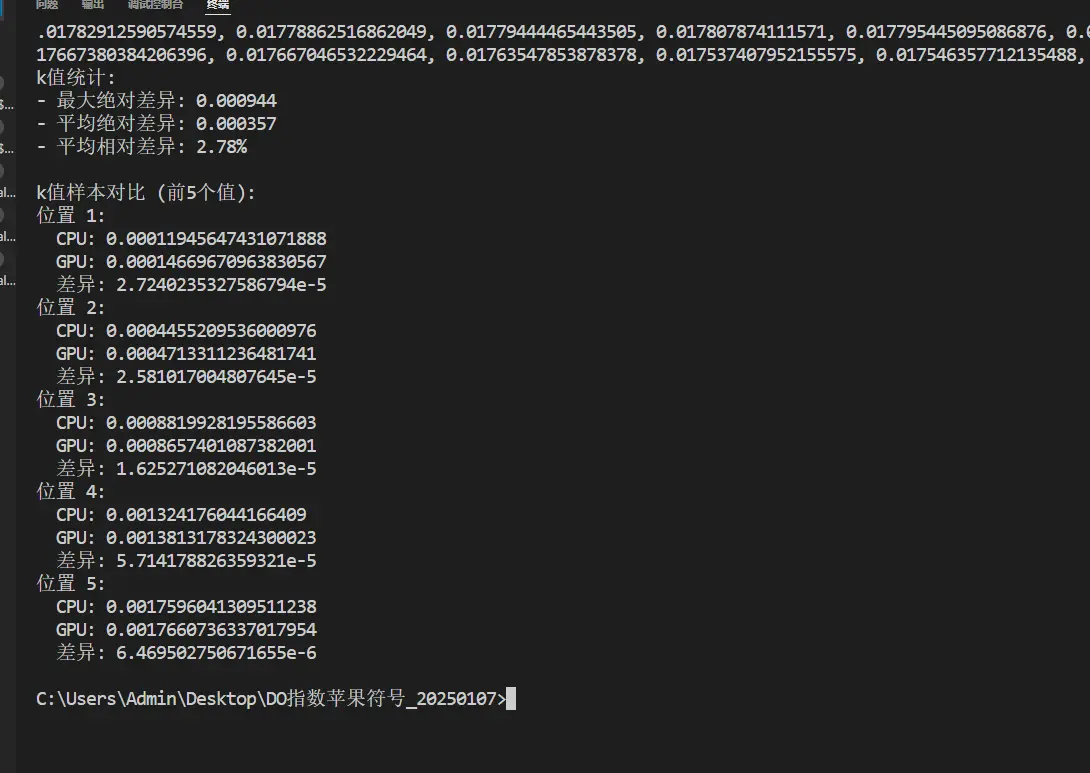 问题 输出 调试控制台 终端
.01782912590574559, 0.01778862516862049, 0.01779444465443505, 0.017807874111571, 0.017795445095086876, 0.0
17667380384206396, 0.017667046532229464, 0.01763547853878378, 0.017537407952155575, 0.017546357712135488,
k值统计:
- 最大绝对差异: 0.000944
- 平均绝对差异: 0.000357
- 平均相对差异: 2.78%
k值样本对比 (前5个值):
位置 1:
CPU: 0.00011945647431071888
GPU: 0.00014669670963830567
差异: 2.7240235327586794e-5
位置 2:
CPU: 0.0004455209536000976
GPU: 0.0004713311236481741
差异: 2.581017004807645e-5
位置 3:
CPU: 0.0008819928195586603
GPU: 0.0008657401087382001
差异: 1.625271082046013e-5
位置 4:
CPU: 0.001324176044166409
GPU: 0.0013813178324300023
差异: 5.714178826359321e-5
位置 5:
CPU: 0.0017596041309511238
GPU: 0.0017660736337017954
差异: 6.469502750671655e-6
C:\Users\Admin\Desktop\DO指数苹果符号_20250107>